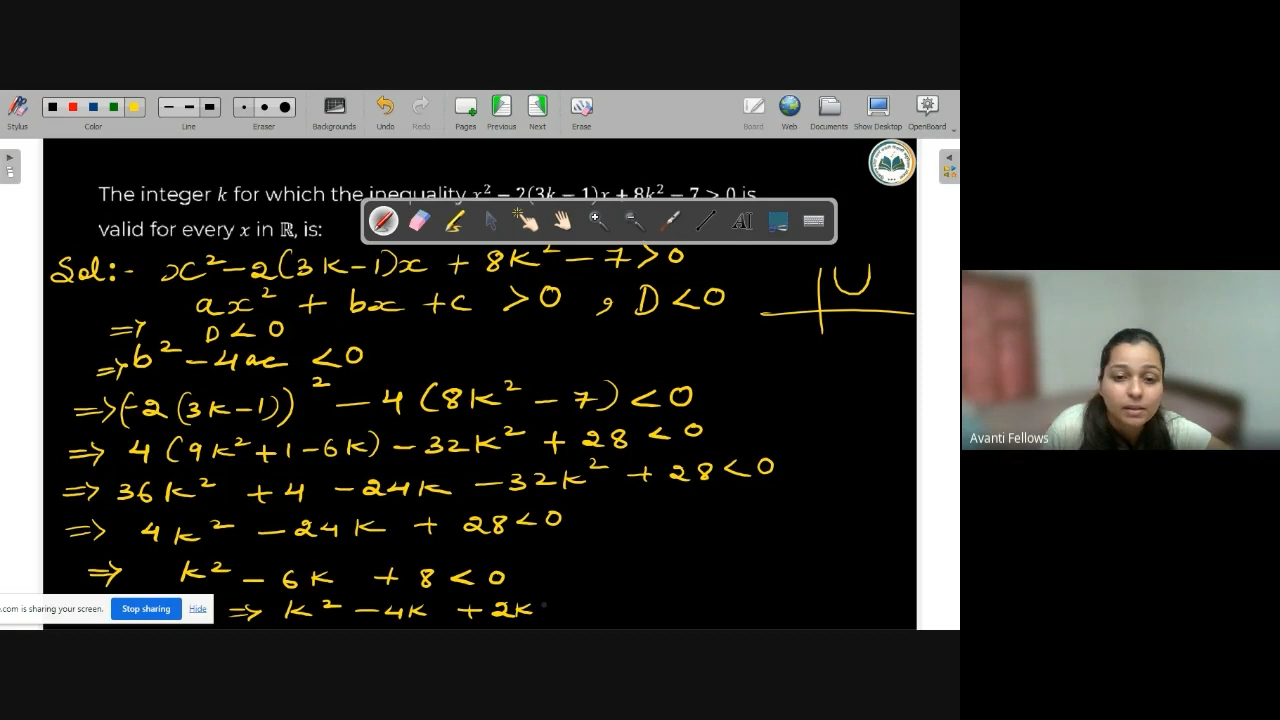 Stylus
Color
Line
Eraser
Backgrounds
Undo
Redo
Pages
Previous
Next
Erase
Board
Web
Documents
Show Desktop
OpenBoard
The integer k for which the inequality x² − 2(3k − 1)x + 8k² − 7 > 0 is
valid for every x in ℝ, is:
Sol:- x² − 2(3k−1)x + 8k² − 7 > 0
ax² + bx + c > 0 , D < 0
⇒ D < 0
⇒ b² − 4ac < 0
⇒ (−2(3k−1))² − 4(8k² − 7) < 0
⇒ 4(9k² + 1 − 6k) − 32k² + 28 < 0
⇒ 36k² + 4 − 24k − 32k² + 28 < 0
⇒ 4k² − 24k + 28 < 0
⇒ k² − 6k + 8 < 0
⇒ k² − 4k + 2k
.com is sharing your screen.
Stop sharing
Hide
AI
Avanti Fellows